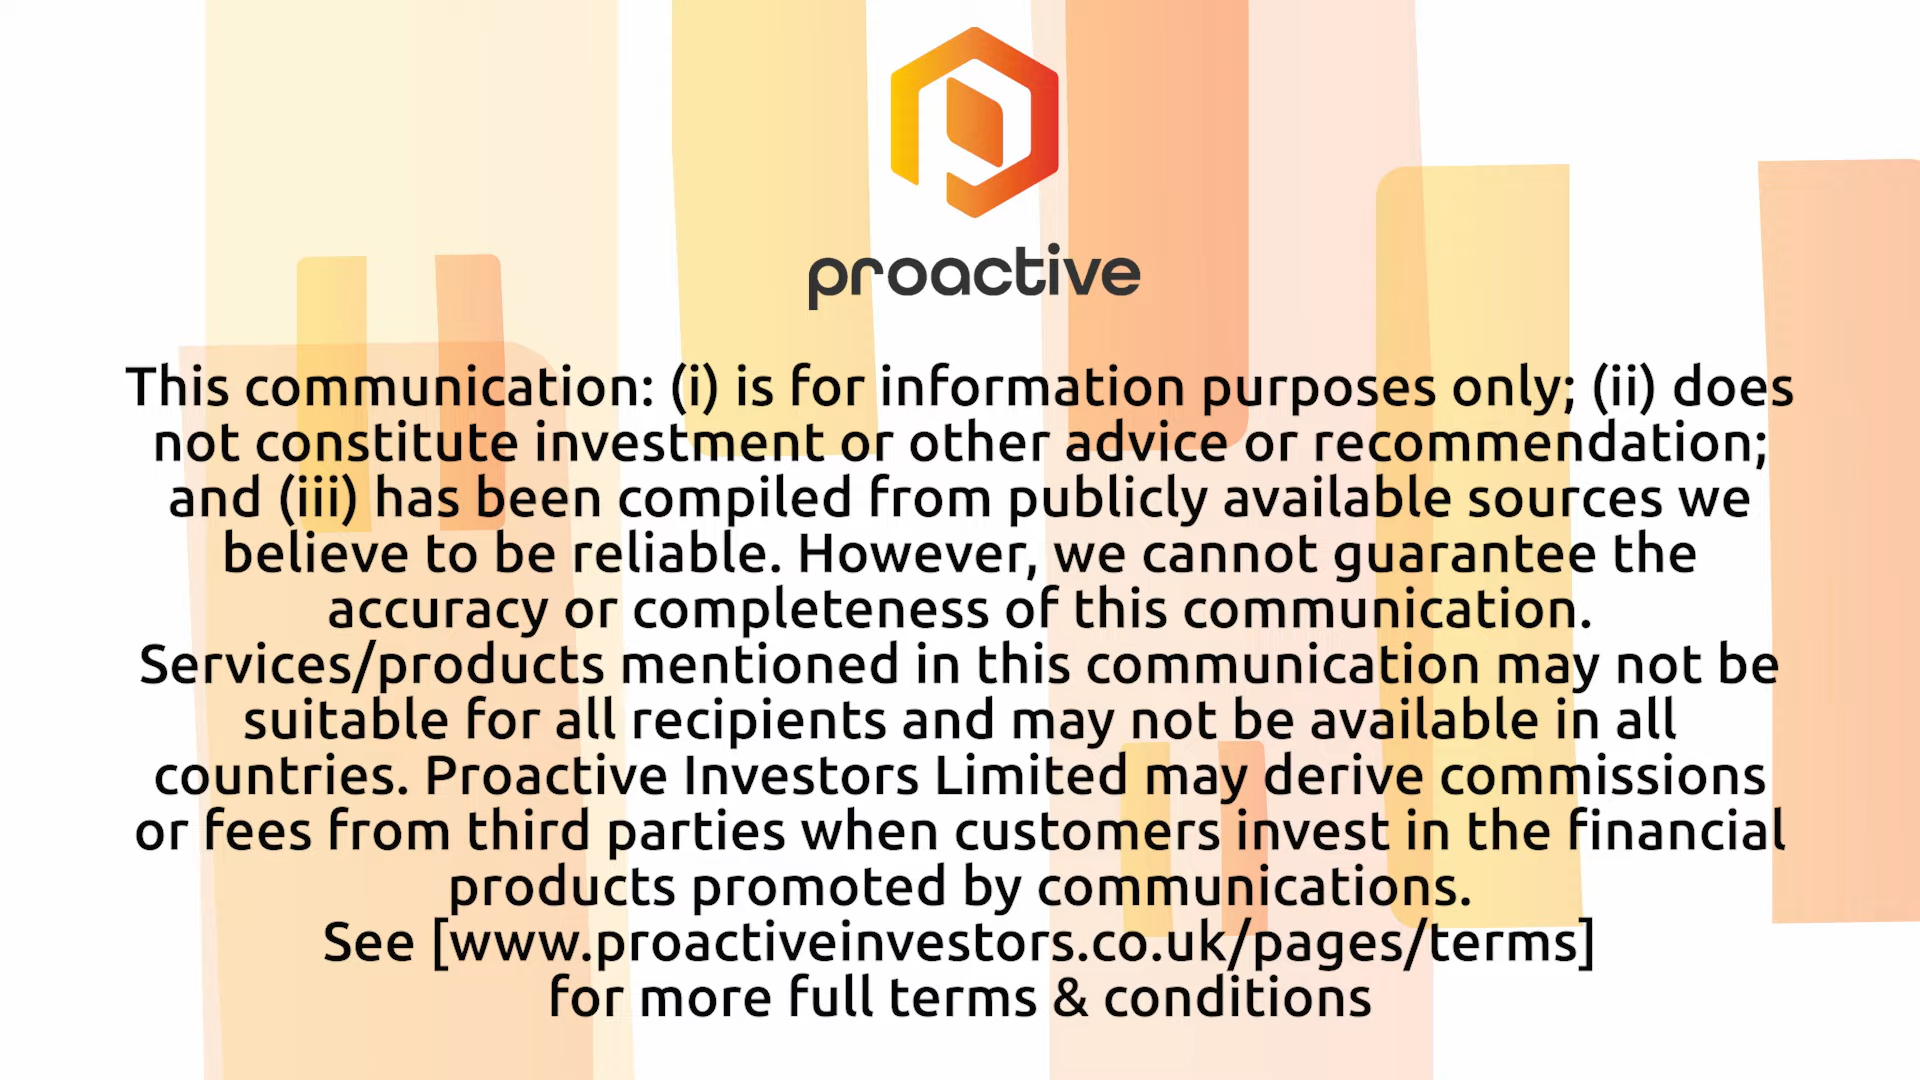 proactive
This communication: (i) is for information purposes only; (ii) does
not constitute investment or other advice or recommendation;
and (iii) has been compiled from publicly available sources we
believe to be reliable. However, we cannot guarantee the
accuracy or completeness of this communication.
Services/products mentioned in this communication may not be
suitable for all recipients and may not be available in all
countries. Proactive Investors Limited may derive commissions
or fees from third parties when customers invest in the financial
products promoted by communications.
See [www.proactiveinvestors.co.uk/pages/terms]
for more full terms & conditions